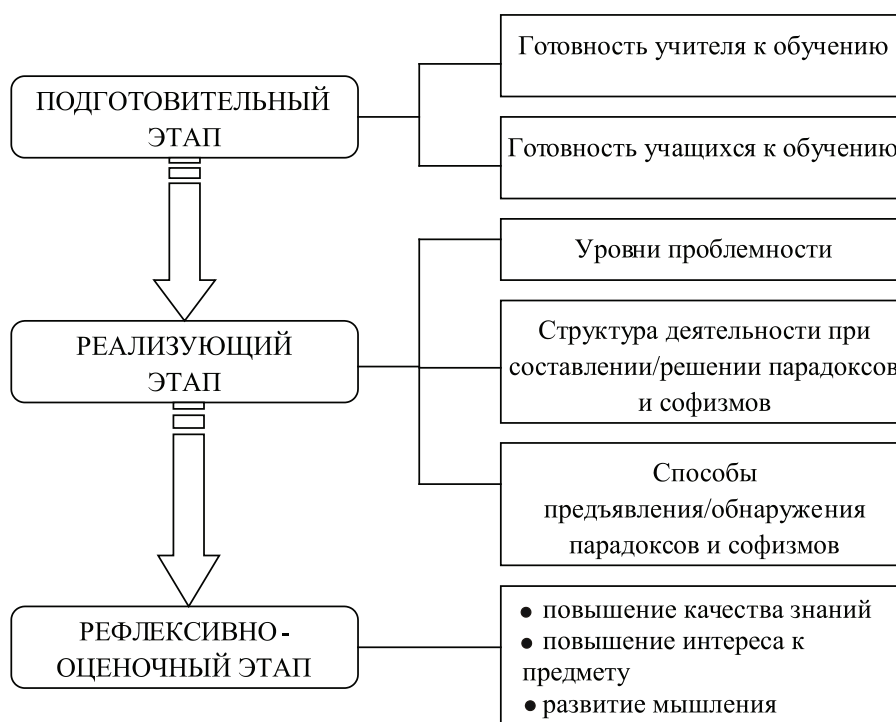 ПОДГОТОВИТЕЛЬНЫЙ
ЭТАП
Готовность учителя к обучению
Готовность учащихся к обучению
РЕАЛИЗУЮЩИЙ
ЭТАП
Уровни проблемности
Структура деятельности при
составлении/решении парадоксов
и софизмов
Способы
предъявления/обнаружения
парадоксов и софизмов
РЕФЛЕКСИВНО-
ОЦЕНОЧНЫЙ ЭТАП
● повышение качества знаний
● повышение интереса к
предмету
● развитие мышления